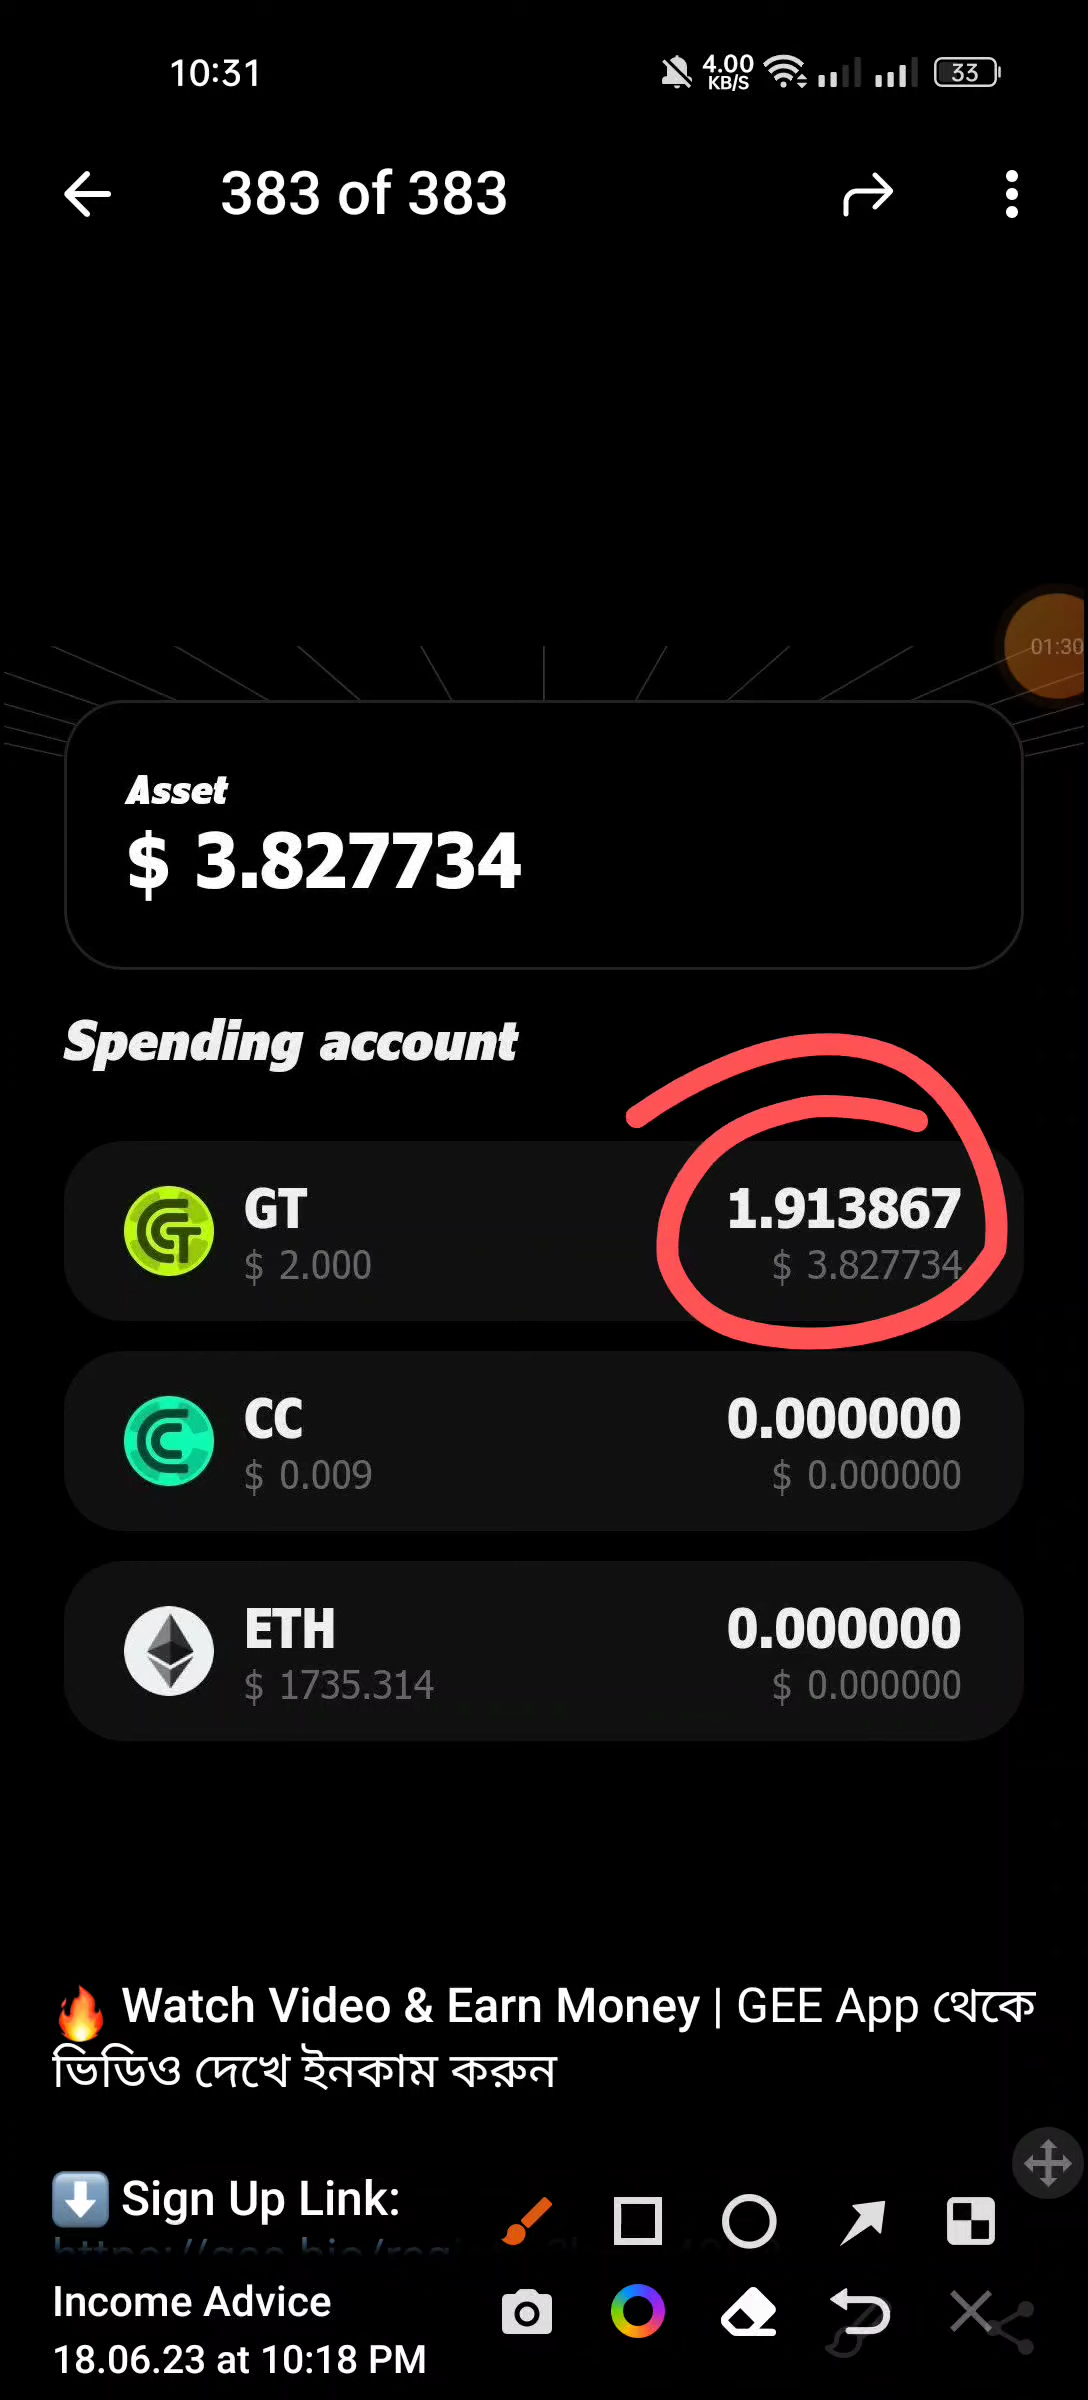 10:31
4.00
KB/S
33
383 of 383
01:30
Asset
$ 3.827734
Spending account
GT
1.913867
$ 2.000
$ 3.827734
CC
0.000000
$ 0.009
$ 0.000000
ETH
0.000000
$ 1735.314
$ 0.000000
🔥 Watch Video & Earn Money | GEE App থেকে
ভিডিও দেখে ইনকাম করুন
⬇️ Sign Up Link:
Income Advice
18.06.23 at 10:18 PM